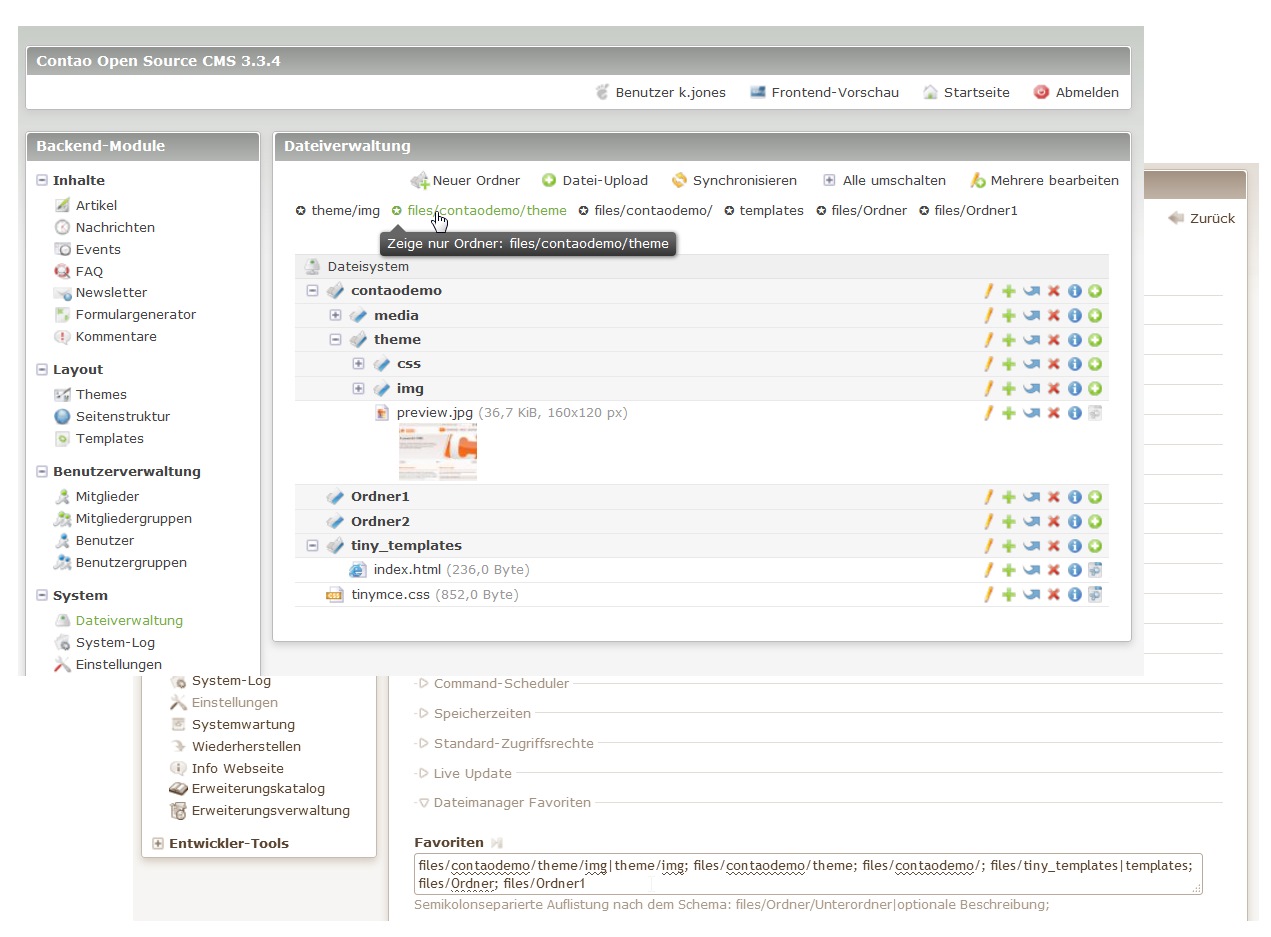 Contao Open Source CMS 3.3.4
Benutzer k.jones Frontend-Vorschau Startseite Abmelden
Backend-Module
Inhalte
Artikel
Nachrichten
Events
FAQ
Newsletter
Formulargenerator
Kommentare
Layout
Themes
Seitenstruktur
Templates
Benutzerverwaltung
Mitglieder
Mitgliedergruppen
Benutzer
Benutzergruppen
System
Dateiverwaltung
System-Log
Einstellungen
Dateiverwaltung
Neuer Ordner Datei-Upload Synchronisieren Alle umschalten Mehrere bearbeiten
theme/img files/contaodemo/theme files/contaodemo/ templates files/Ordner files/Ordner1
Zeige nur Ordner: files/contaodemo/theme
Dateisystem
contaodemo
media
theme
css
img
preview.jpg (36,7 KiB, 160x120 px)
Ordner1
Ordner2
tiny_templates
index.html (236,0 Byte)
tinymce.css (852,0 Byte)
Zurück
System-Log
Einstellungen
Systemwartung
Wiederherstellen
Info Webseite
Erweiterungskatalog
Erweiterungsverwaltung
Entwickler-Tools
Command-Scheduler
Speicherzeiten
Standard-Zugriffsrechte
Live Update
Dateimanager Favoriten
Favoriten
files/contaodemo/theme/img|theme/img; files/contaodemo/theme; files/contaodemo/; files/tiny_templates|templates;
files/Ordner; files/Ordner1
Semikolonseparierte Auflistung nach dem Schema: files/Ordner/Unterordner|optionale Beschreibung;